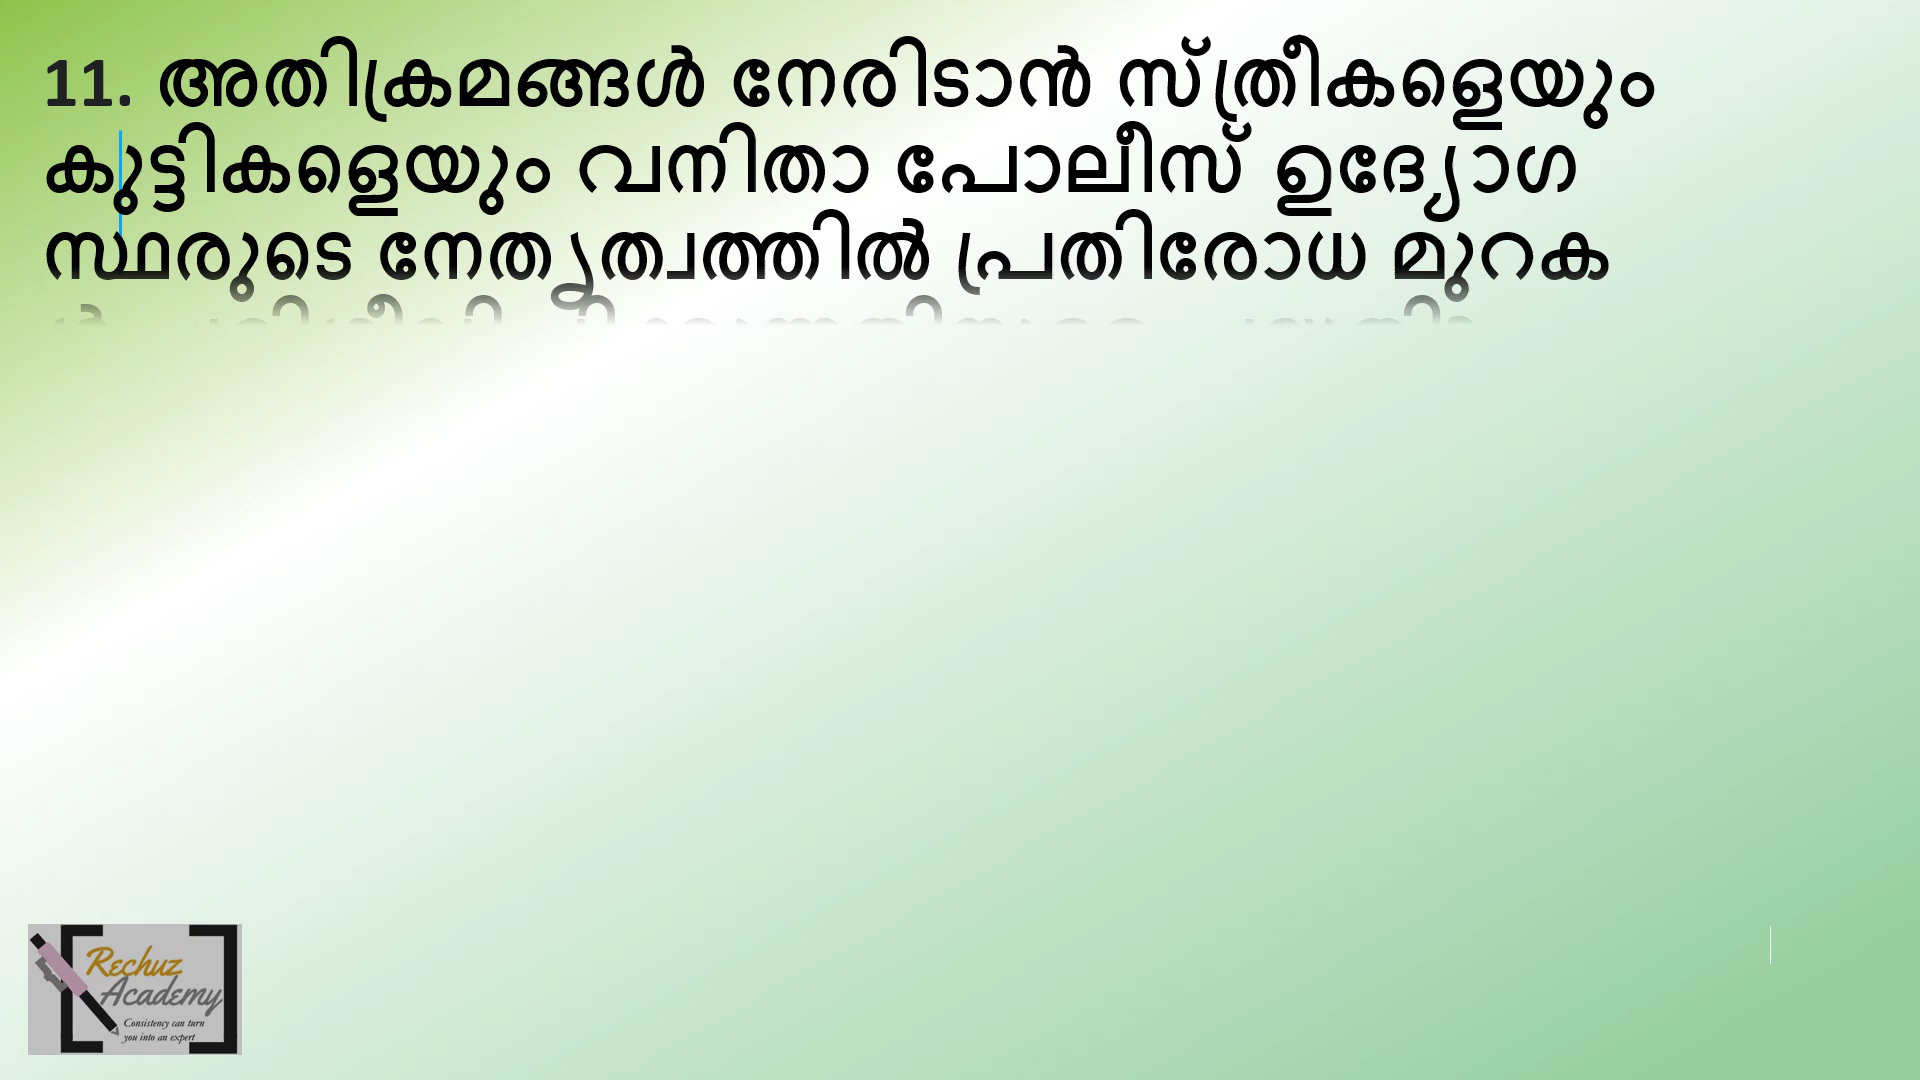 11. അതിക്രമങ്ങൾ നേരിടാൻ സ്ത്രീകളെയും
കുട്ടികളെയും വനിതാ പോലീസ് ഉദ്യോഗ
സ്ഥരുടെ നേതൃത്വത്തിൽ പ്രതിരോധ മുറക
Rechuz
Academy
Consistency can turn
you into an expert